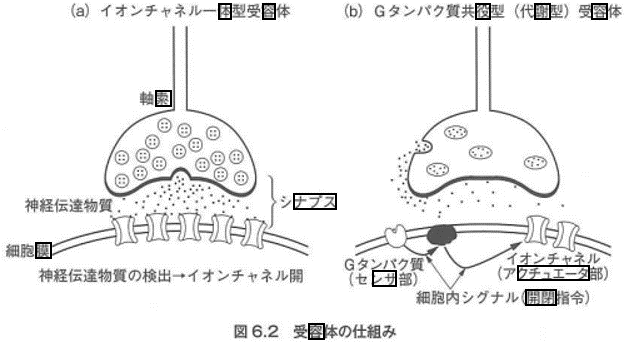 (a) イオンチャネル一体型受容体
(b) Gタンパク質共役型(代謝型)受容体
軸索
神経伝達物質
シナプス
細胞膜
神経伝達物質の検出→イオンチャネル開
Gタンパク質
(センサ部)
イオンチャネル
(アクチュエータ部)
細胞内シグナル(開閉指令)
図6.2 受容体の仕組み